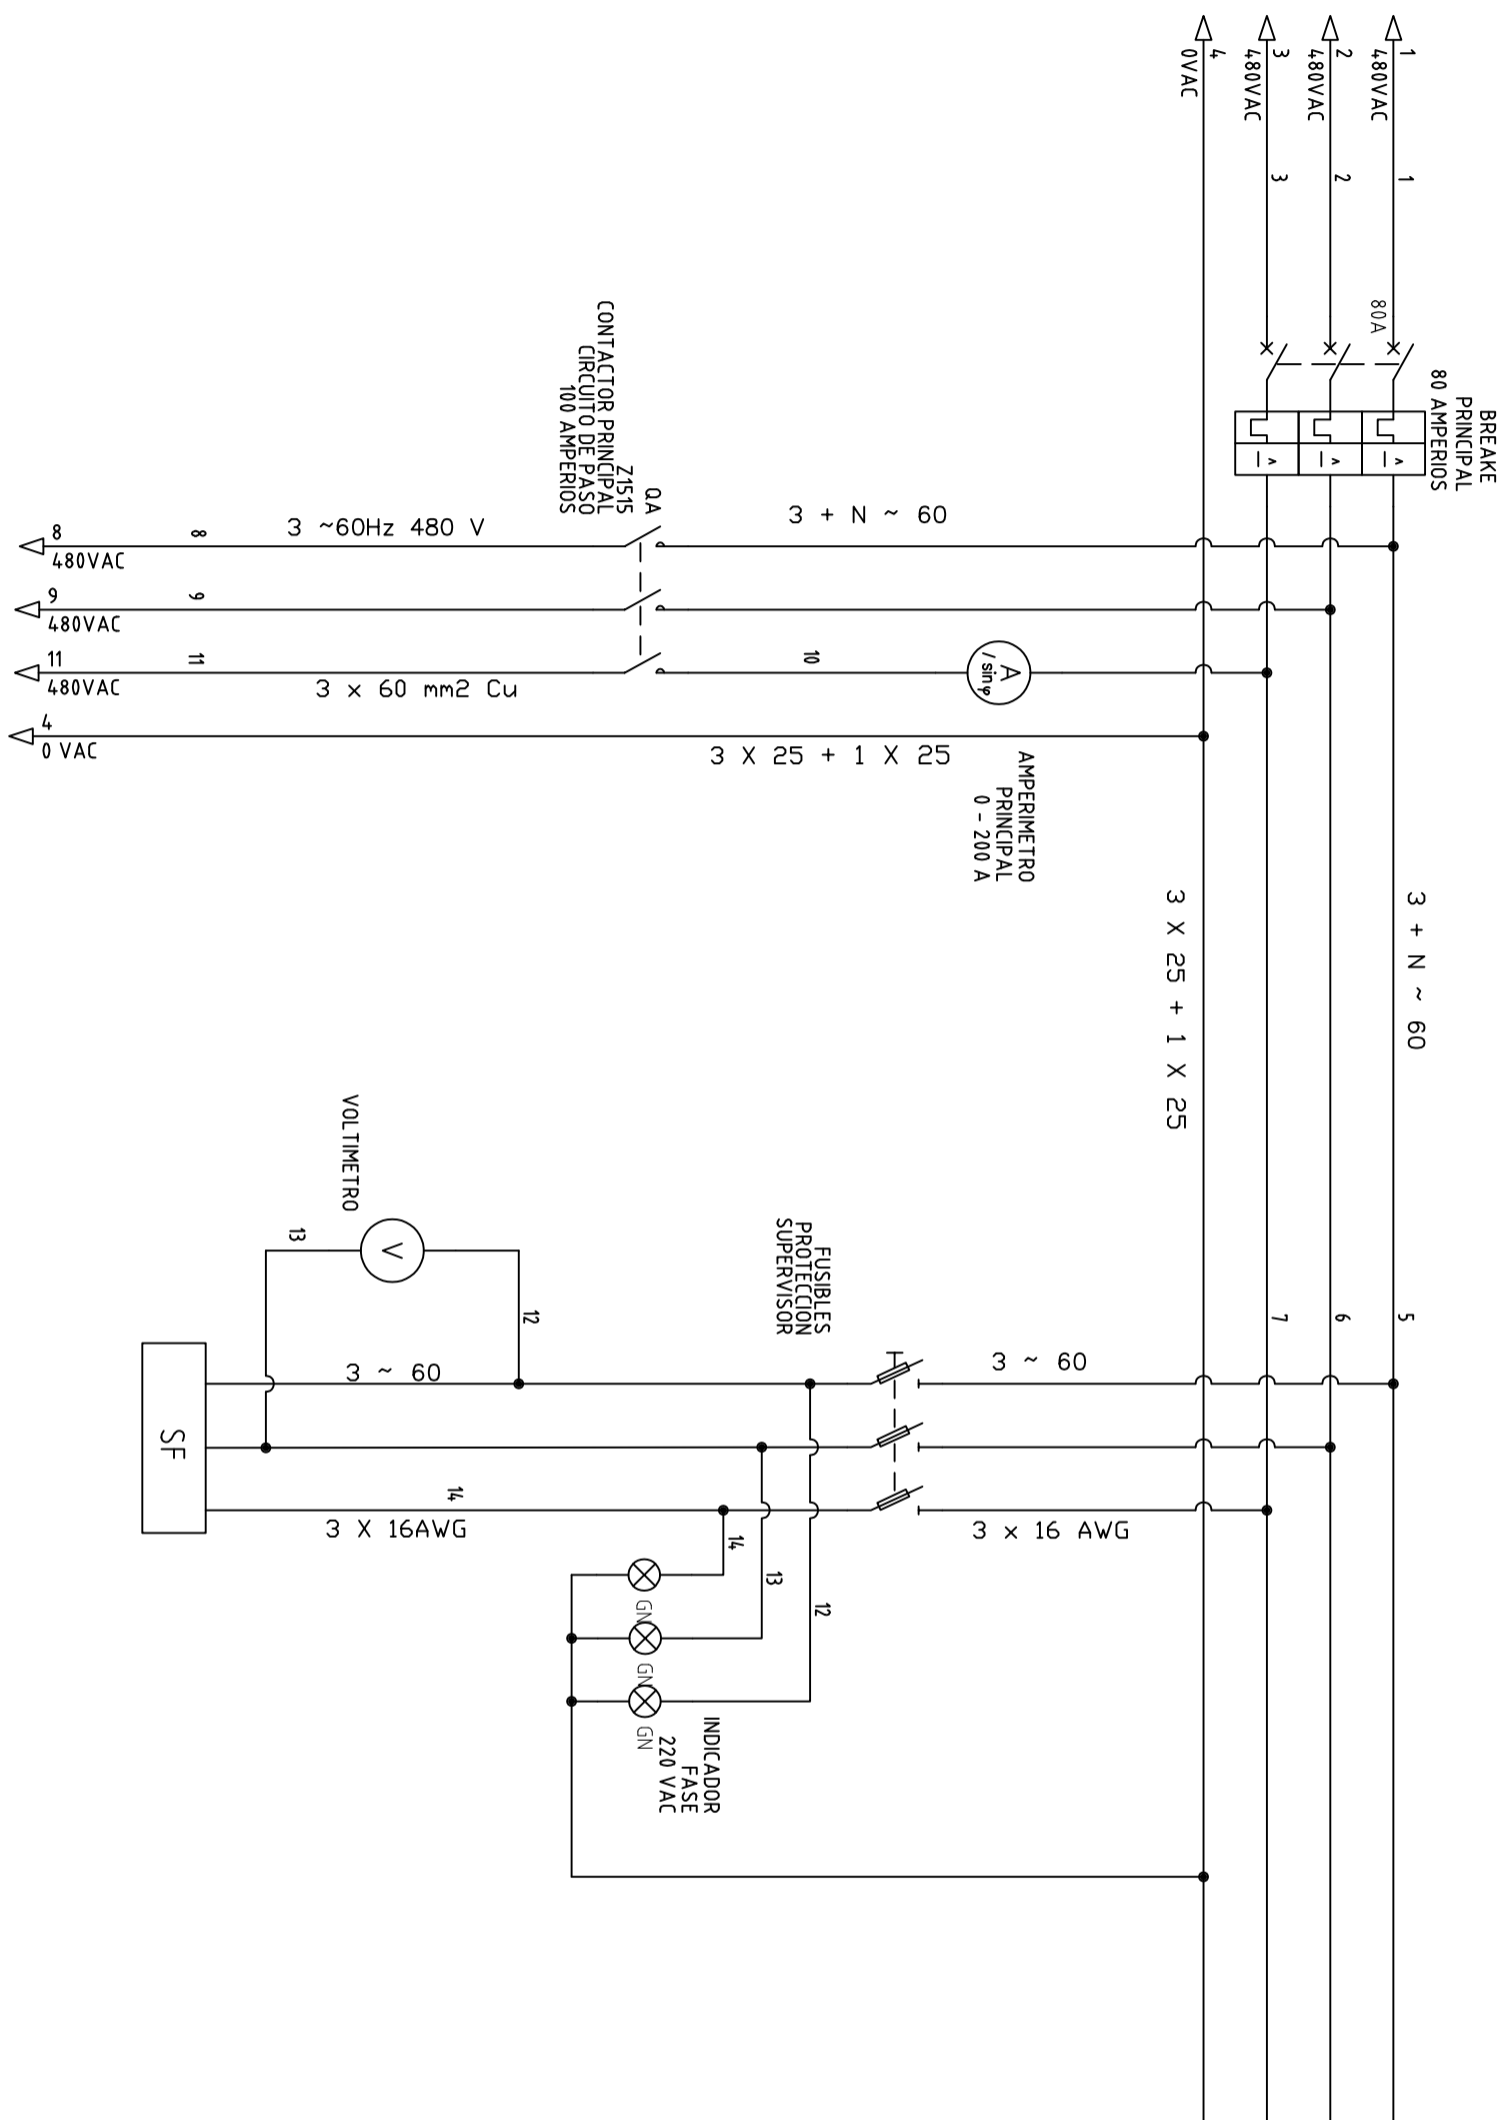 1
480VAC
1
2
480VAC
2
3
480VAC
3
4
0VAC
80A
BREAKE
PRINCIPAL
80 AMPERIOS
3 + N ~ 60
3 X 25 + 1 X 25
5
6
7
3 + N ~ 60
QA
Z1515
CONTACTOR PRINCIPAL
CIRCUITO DE PASO
100 AMPERIOS
3 ~60Hz 480 V
8
8
480VAC
9
9
480VAC
10
A
/ sinφ
11
11
480VAC
3 x 60 mm2 Cu
4
0 VAC
3 X 25 + 1 X 25
AMPERIMETRO
PRINCIPAL
0 - 200 A
FUSIBLES
PROTECCION
SUPERVISOR
VOLTIMETRO
V
13
12
3 ~ 60
3 ~ 60
SF
14
3 X 16AWG
3 x 16 AWG
14
13
12
GN
GN
GN
INDICADOR
FASE
220 VAC